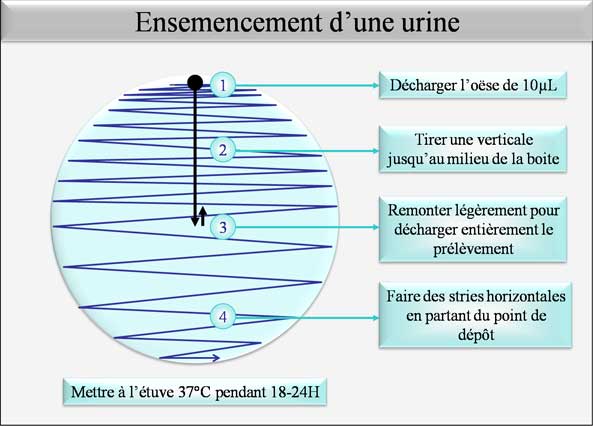 Ensemencement d’une urine
1
Décharger l’oëse de 10µL
2
Tirer une verticale
jusqu’au milieu de la boite
3
Remonter légèrement pour
décharger entièrement le
prélèvement
4
Faire des stries horizontales
en partant du point de
dépôt
Mettre à l’étuve 37°C pendant 18-24H